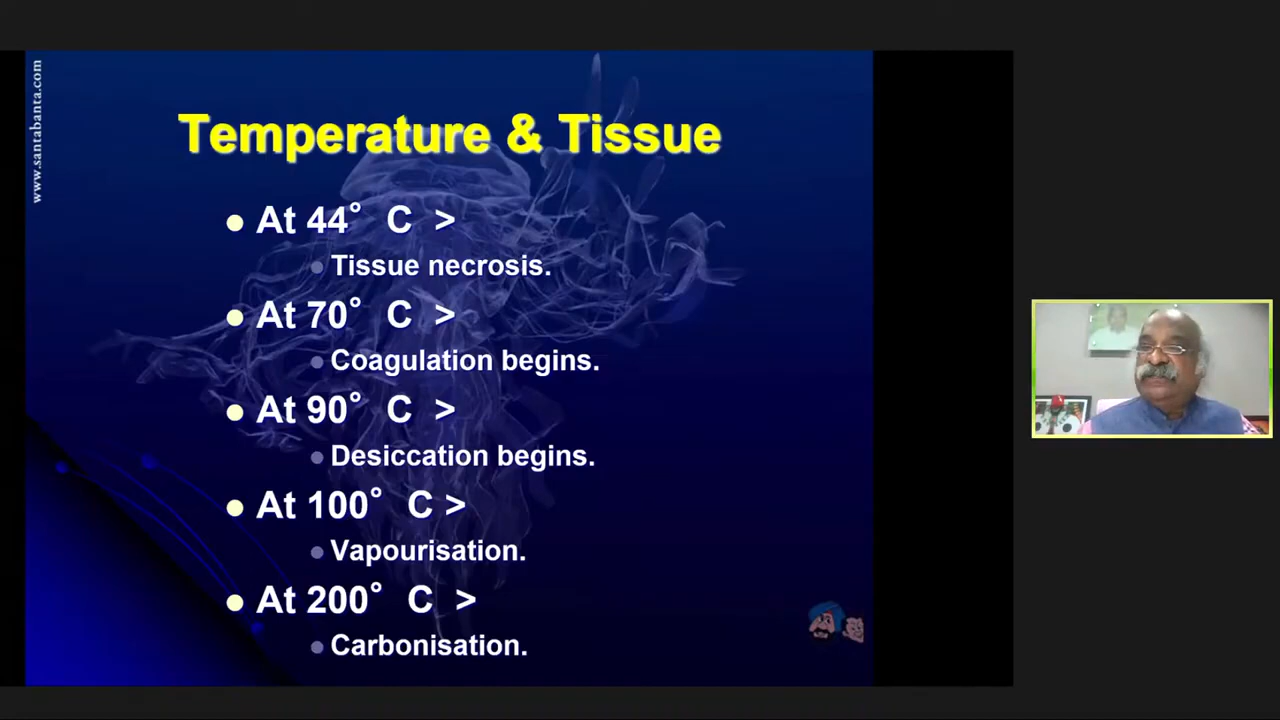 www.santabanta.com
Temperature & Tissue
At 44° C >
Tissue necrosis.
At 70° C >
Coagulation begins.
At 90° C >
Desiccation begins.
At 100° C >
Vapourisation.
At 200° C >
Carbonisation.